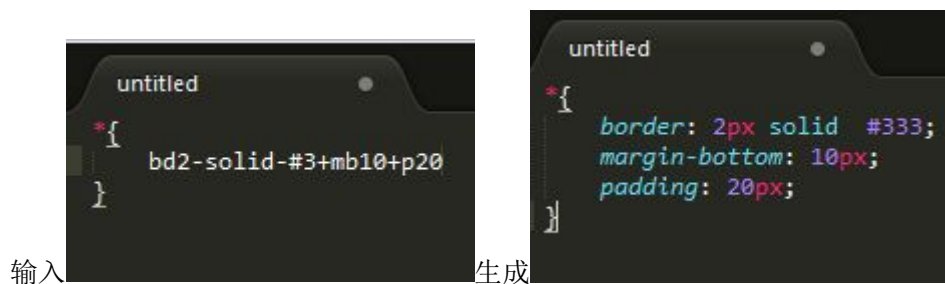 输入
untitled
*{
bd2-solid-#3+mb10+p20
}
生成
untitled
*{
border: 2px solid  #333;
margin-bottom: 10px;
padding: 20px;
}